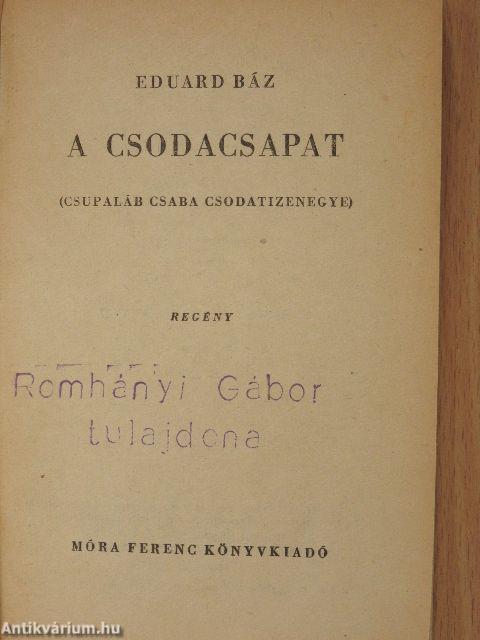 EDUARD BÁZ
A CSODACSAPAT
(CSUPALÁB CSABA CSODATIZENEGYE)
REGÉNY
Romhányi Gábor
tulajdona
MÓRA FERENC KÖNYVKIADÓ
Antikvárium.hu